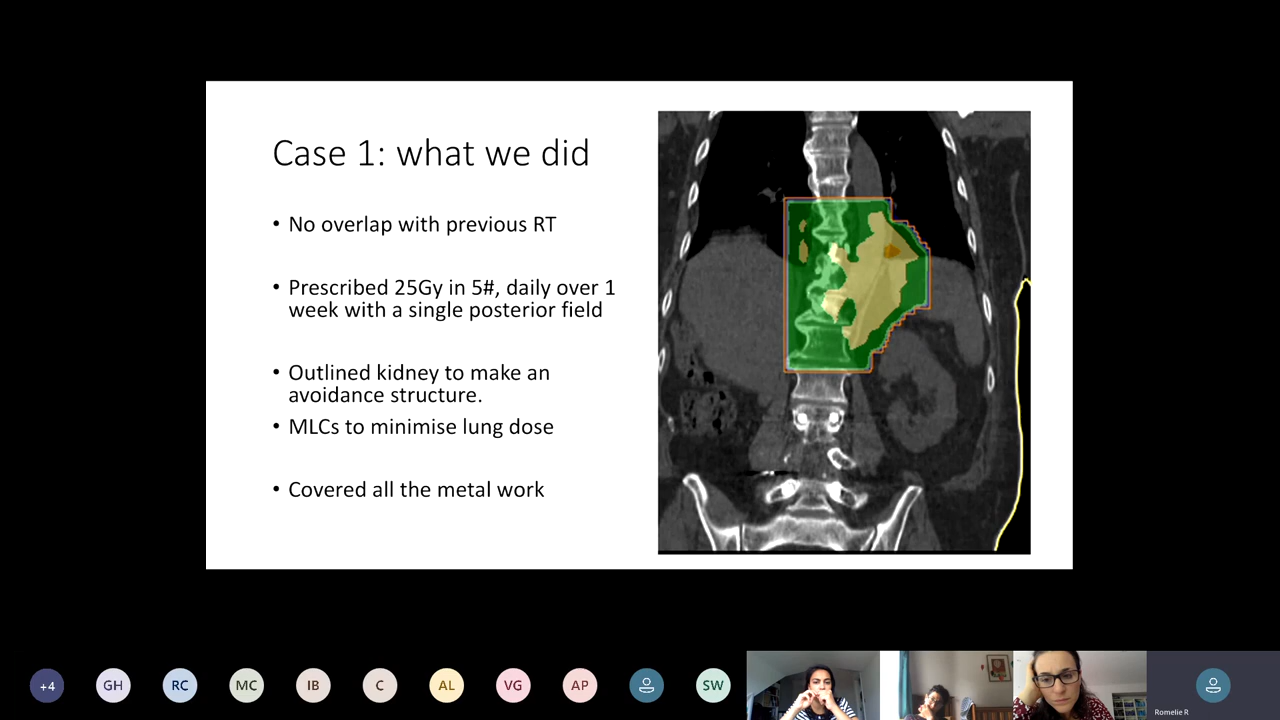 Case 1: what we did
• No overlap with previous RT
• Prescribed 25Gy in 5#, daily over 1
week with a single posterior field
• Outlined kidney to make an
avoidance structure.
• MLCs to minimise lung dose
• Covered all the metal work
+4 GH RC MC IB C AL VG AP SW
Romelie R